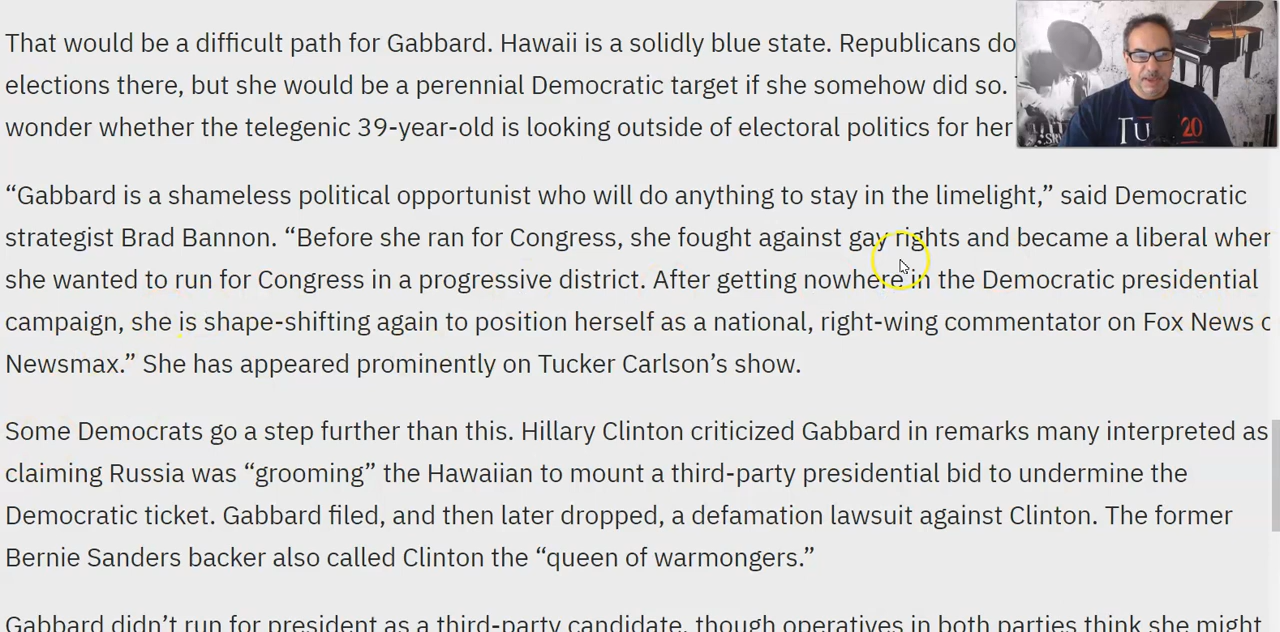 That would be a difficult path for Gabbard. Hawaii is a solidly blue state. Republicans do
elections there, but she would be a perennial Democratic target if she somehow did so.
wonder whether the telegenic 39-year-old is looking outside of electoral politics for her
“Gabbard is a shameless political opportunist who will do anything to stay in the limelight,” said Democratic
strategist Brad Bannon. “Before she ran for Congress, she fought against gay rights and became a liberal when
she wanted to run for Congress in a progressive district. After getting nowhere in the Democratic presidential
campaign, she is shape-shifting again to position herself as a national, right-wing commentator on Fox News
Newsmax.” She has appeared prominently on Tucker Carlson’s show.
Some Democrats go a step further than this. Hillary Clinton criticized Gabbard in remarks many interpreted as
claiming Russia was “grooming” the Hawaiian to mount a third-party presidential bid to undermine the
Democratic ticket. Gabbard filed, and then later dropped, a defamation lawsuit against Clinton. The former
Bernie Sanders backer also called Clinton the “queen of warmongers.”
Gabbard didn’t run for president as a third-party candidate, though operatives in both parties think she might